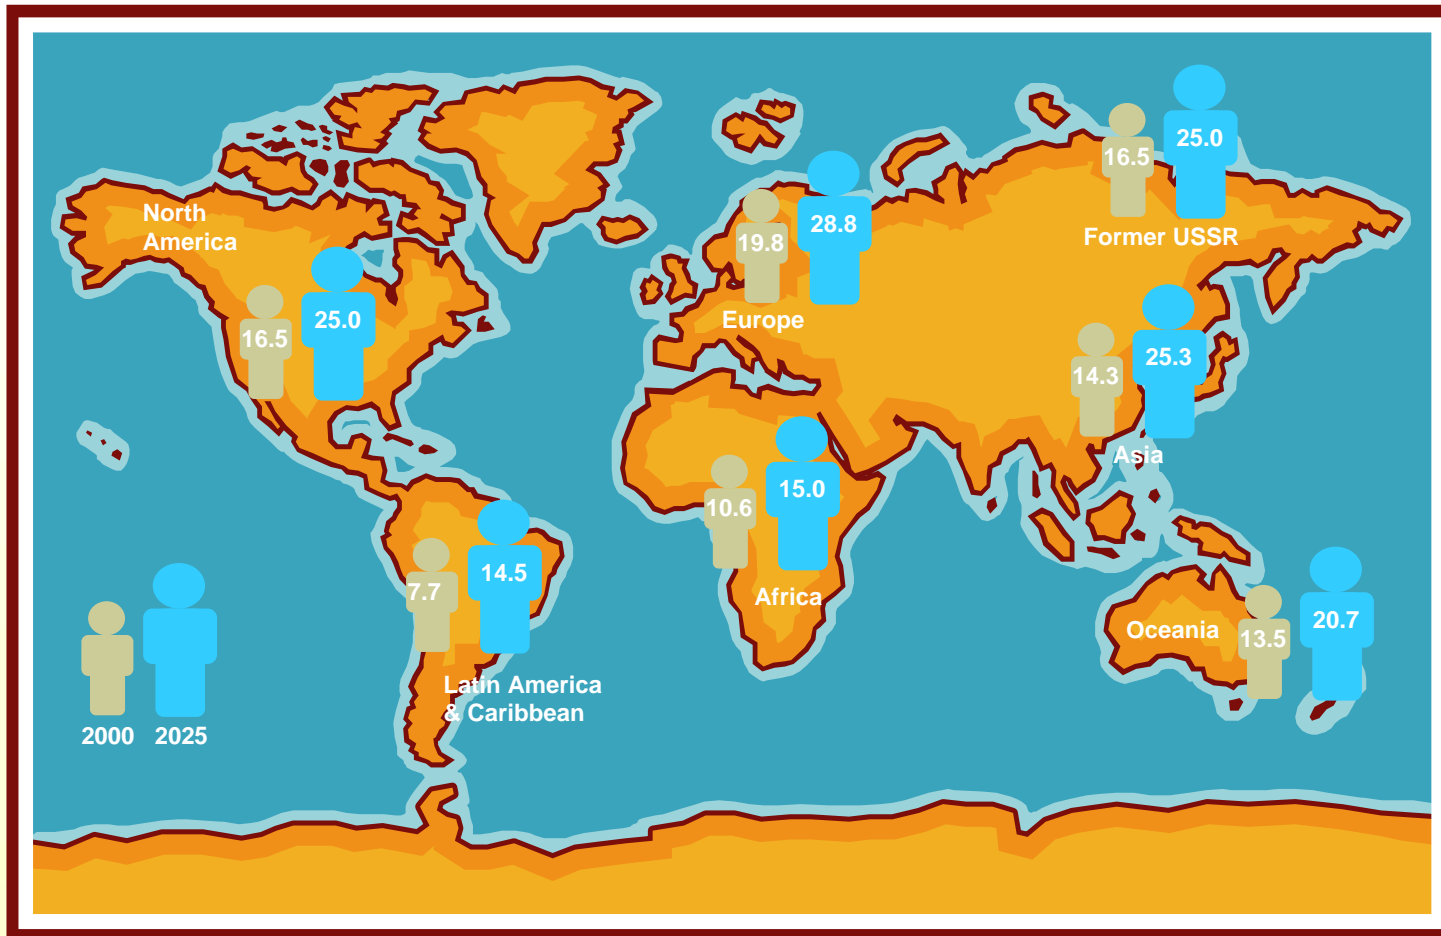 16.5
25.0
Former USSR
North
America
19.8
28.8
Europe
16.5
25.0
14.3
25.3
Asia
10.6
15.0
Africa
7.7
14.5
Latin America
& Caribbean
Oceania
13.5
20.7
2000
2025